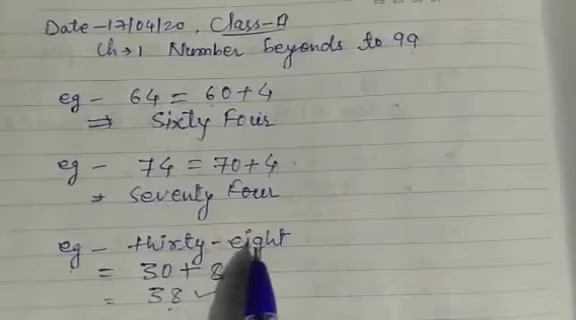 Date - 17/04/20, Class-
Ch → 1 Number beyonds to 99
eg - 64 = 60+4
⇒ Sixty Four
eg - 74 = 70+4
→ Seventy Four
eg - thirty-eight
= 30 + 8
= 38 ✓